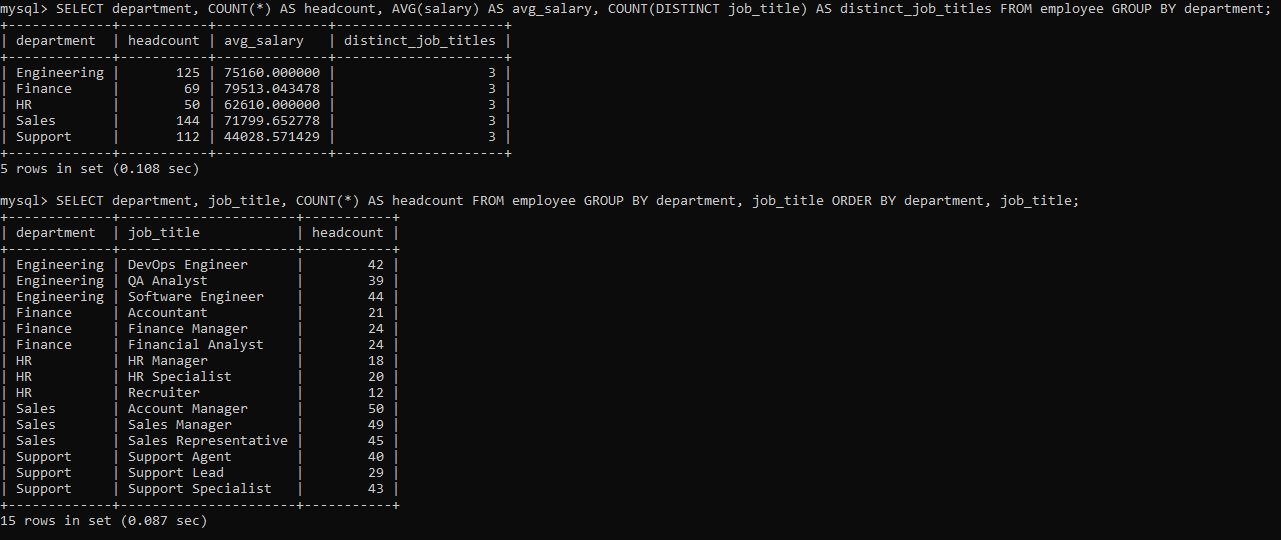 mysql> SELECT department, COUNT(*) AS headcount, AVG(salary) AS avg_salary, COUNT(DISTINCT job_title) AS distinct_job_titles FROM employee GROUP BY department;
+-------------+-----------+--------------+---------------------+
| department  | headcount | avg_salary   | distinct_job_titles |
+-------------+-----------+--------------+---------------------+
| Engineering |       125 | 75160.000000 |                   3 |
| Finance     |        69 | 79513.043478 |                   3 |
| HR          |        50 | 62610.000000 |                   3 |
| Sales       |       144 | 71799.652778 |                   3 |
| Support     |       112 | 44028.571429 |                   3 |
+-------------+-----------+--------------+---------------------+
5 rows in set (0.108 sec)

mysql> SELECT department, job_title, COUNT(*) AS headcount FROM employee GROUP BY department, job_title ORDER BY department, job_title;
+-------------+----------------------+-----------+
| department  | job_title            | headcount |
+-------------+----------------------+-----------+
| Engineering | DevOps Engineer      |        42 |
| Engineering | QA Analyst           |        39 |
| Engineering | Software Engineer    |        44 |
| Finance     | Accountant           |        21 |
| Finance     | Finance Manager      |        24 |
| Finance     | Financial Analyst    |        24 |
| HR          | HR Manager           |        18 |
| HR          | HR Specialist        |        20 |
| HR          | Recruiter            |        12 |
| Sales       | Account Manager      |        50 |
| Sales       | Sales Manager        |        49 |
| Sales       | Sales Representative |        45 |
| Support     | Support Agent        |        40 |
| Support     | Support Lead         |        29 |
| Support     | Support Specialist   |        43 |
+-------------+----------------------+-----------+
15 rows in set (0.087 sec)